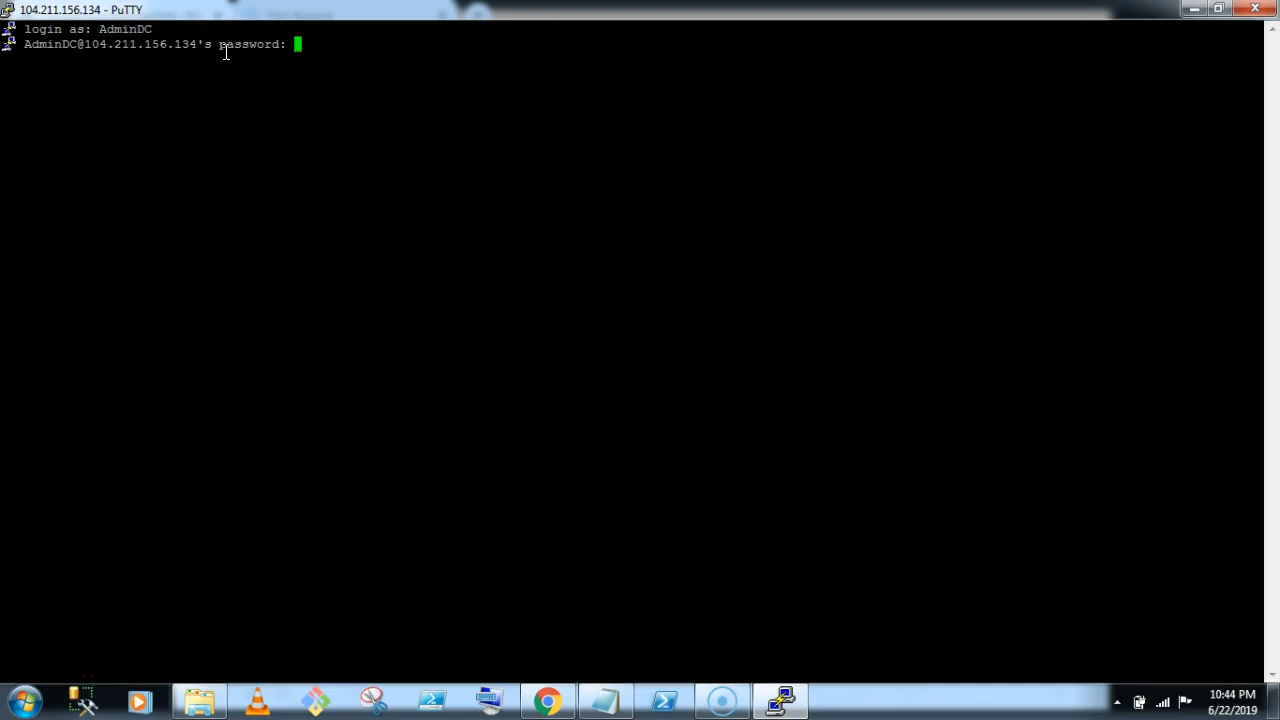 104.211.156.134 - PuTTY
login as: AdminDC
AdminDC@104.211.156.134's password:
10:44 PM
6/22/2019